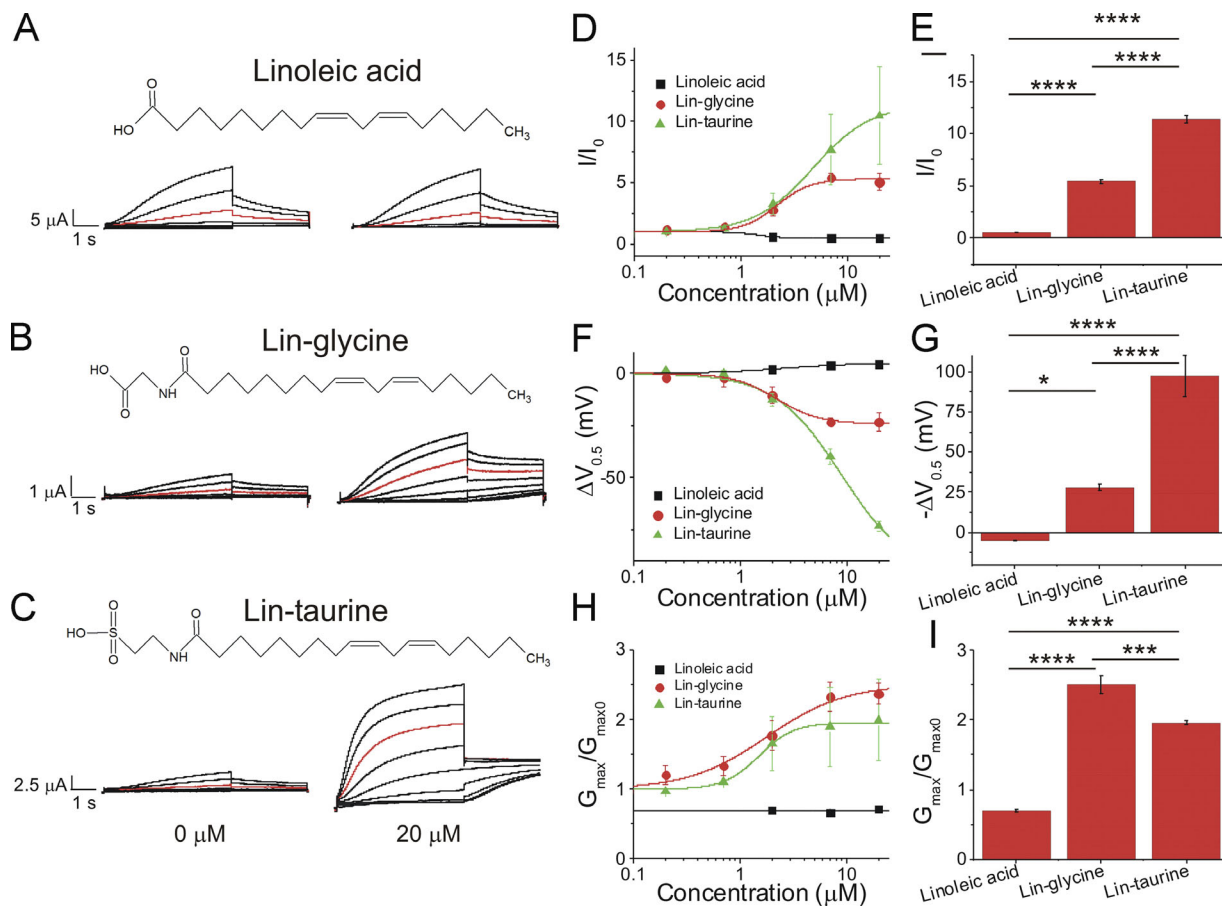 A
Linoleic acid
O
HO
CH3
5 μA
1 s
B
Lin-glycine
HO
O
O
NH
CH3
1 μA
1 s
C
Lin-taurine
O
HO
S
O
O
NH
CH3
2.5 μA
1 s
0 μM
20 μM
D
15
10
5
0
I/I0
Linoleic acid
Lin-glycine
Lin-taurine
0.1
1
10
Concentration (μM)
E
****
****
****
15
10
5
0
I/I0
Linoleic acid
Lin-glycine
Lin-taurine
F
0
-50
ΔV0.5 (mV)
Linoleic acid
Lin-glycine
Lin-taurine
0.1
1
10
Concentration (μM)
G
****
****
*
100
75
50
25
0
-ΔV0.5 (mV)
Linoleic acid
Lin-glycine
Lin-taurine
H
3
2
1
0
Gmax/Gmax0
Linoleic acid
Lin-glycine
Lin-taurine
0.1
1
10
Concentration (μM)
I
****
****
***
3
2
1
0
Gmax/Gmax0
Linoleic acid
Lin-glycine
Lin-taurine